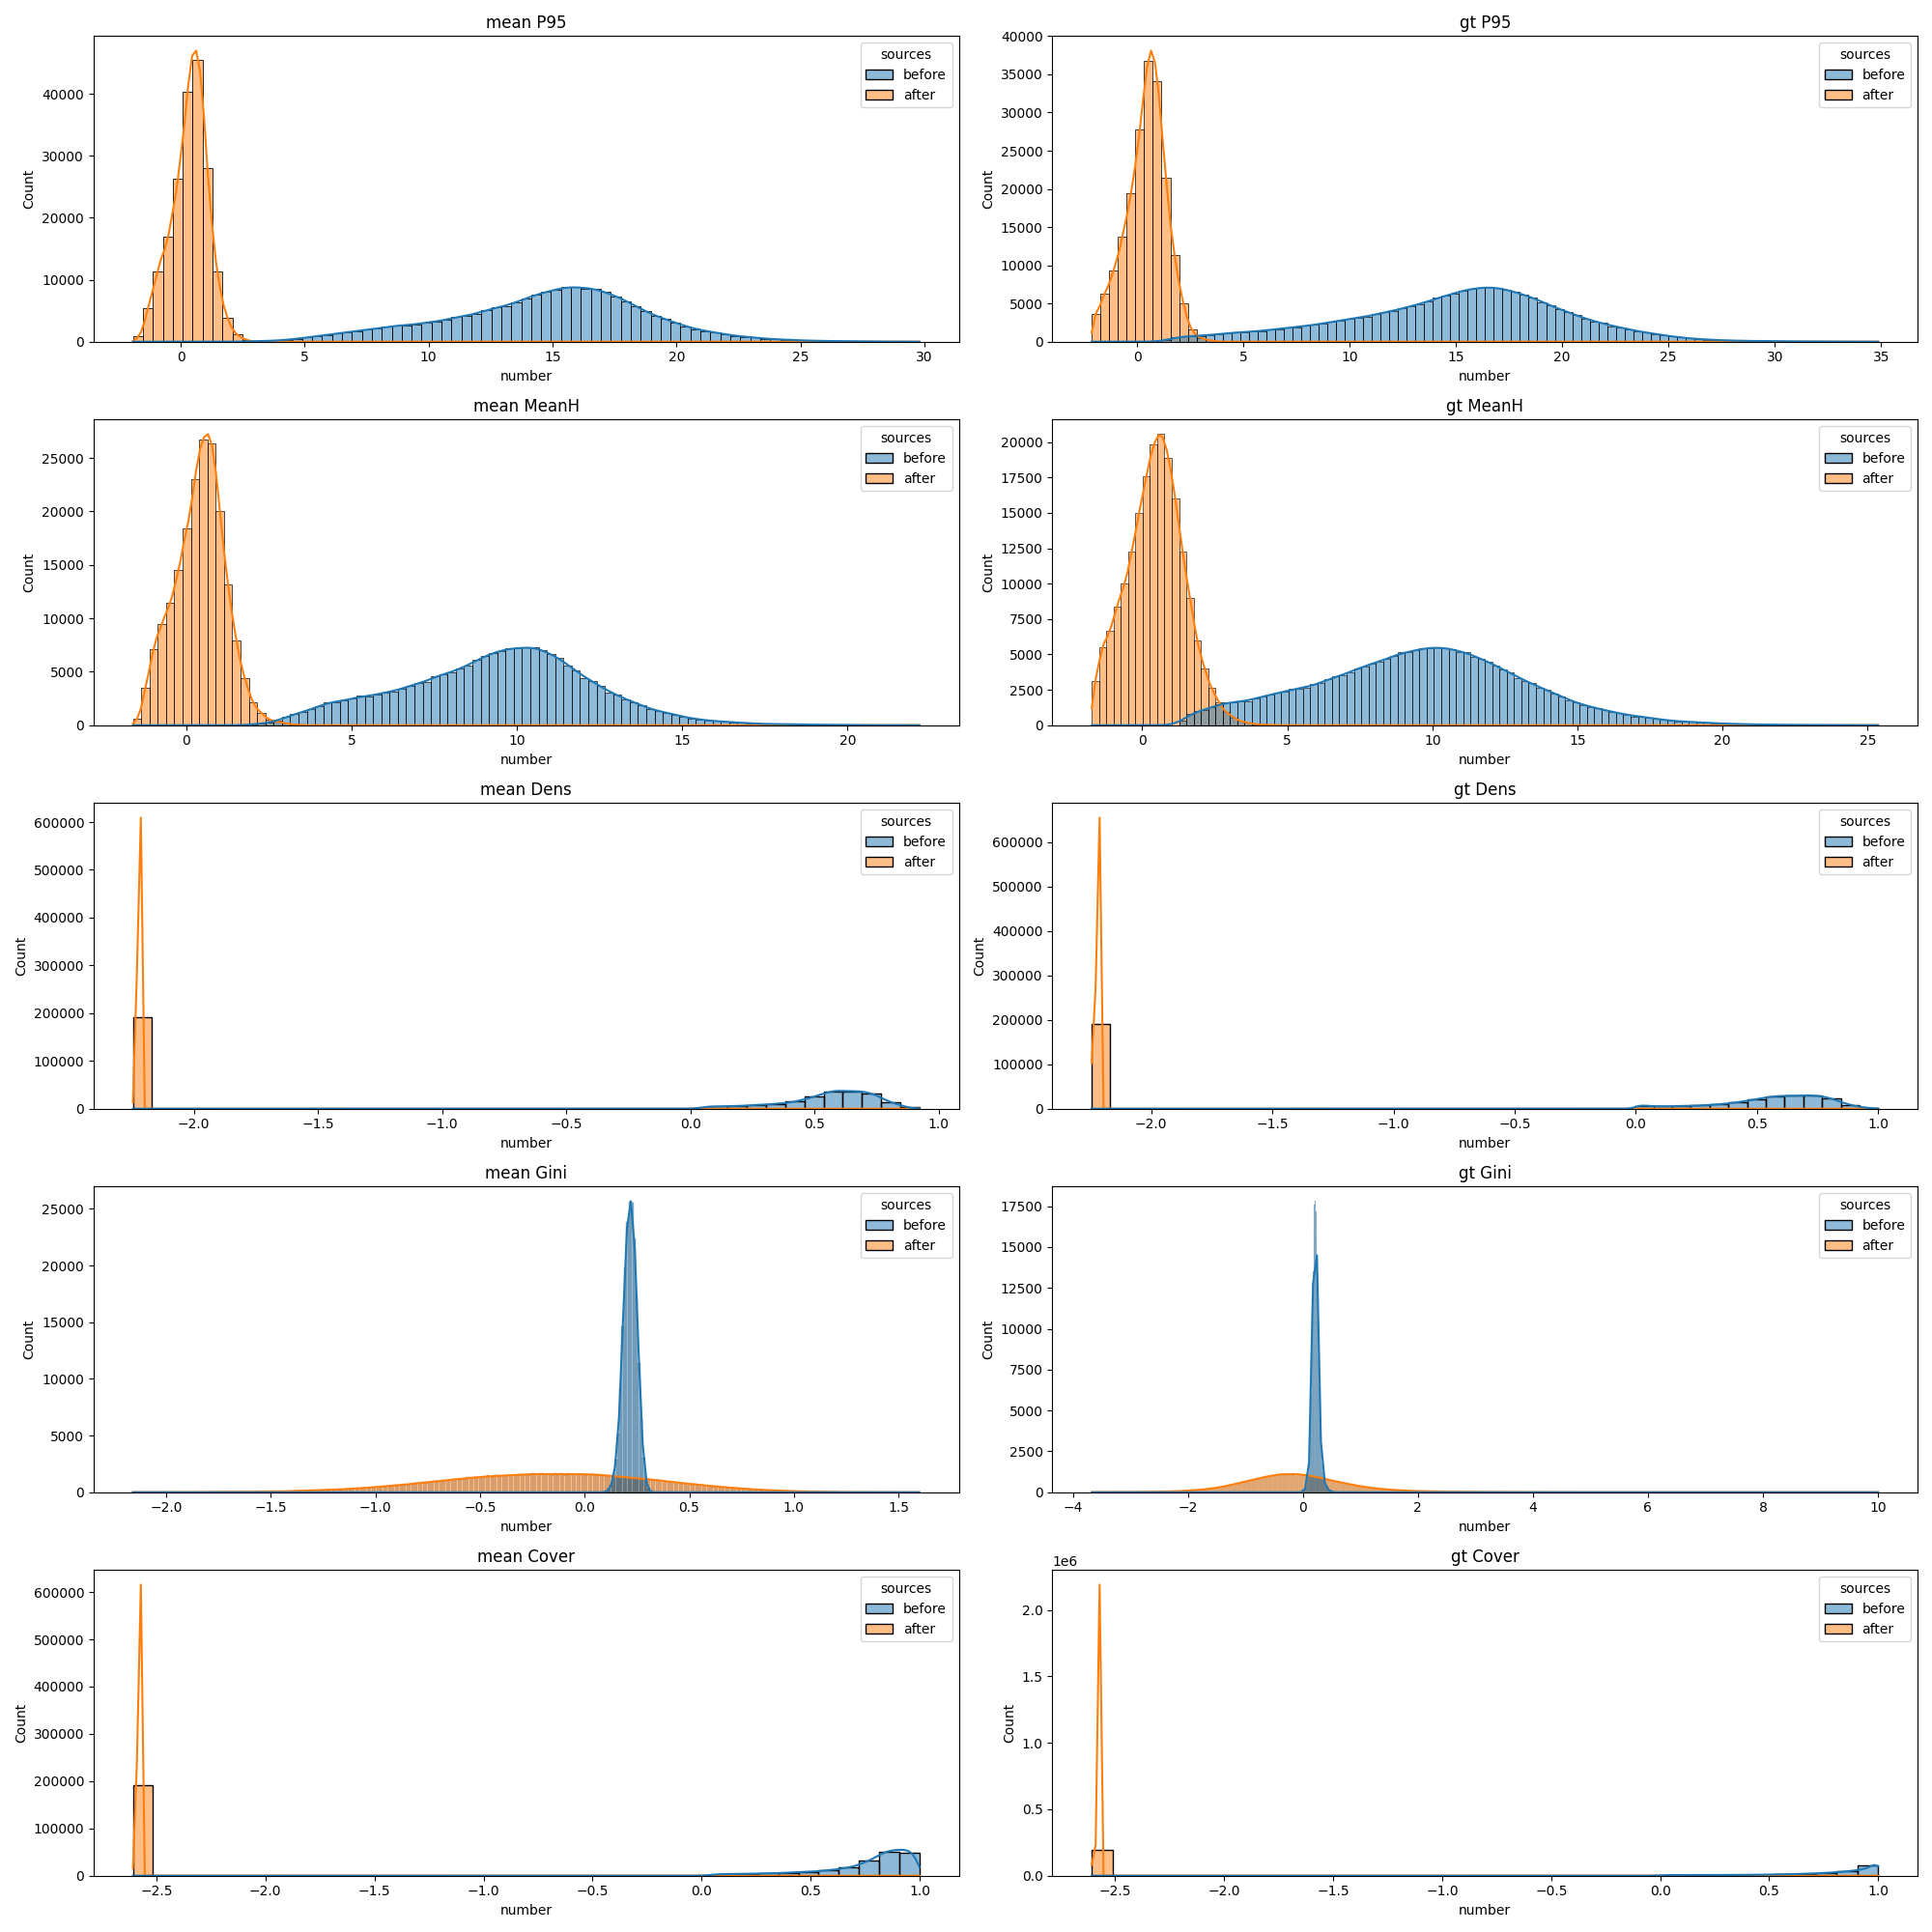 mean P95
sources
before
after
40000
30000
20000
10000
0
Count
0 5 10 15 20 25 30
number
gt P95
sources
before
after
40000
35000
30000
25000
20000
15000
10000
5000
0
Count
0 5 10 15 20 25 30 35
number
mean MeanH
sources
before
after
25000
20000
15000
10000
5000
0
Count
0 5 10 15 20
number
gt MeanH
sources
before
after
20000
17500
15000
12500
10000
7500
5000
2500
0
Count
0 5 10 15 20 25
number
mean Dens
sources
before
after
600000
500000
400000
300000
200000
100000
0
Count
−2.0 −1.5 −1.0 −0.5 0.0 0.5 1.0
number
gt Dens
sources
before
after
600000
500000
400000
300000
200000
100000
0
Count
−2.0 −1.5 −1.0 −0.5 0.0 0.5 1.0
number
mean Gini
sources
before
after
25000
20000
15000
10000
5000
0
Count
−2.0 −1.5 −1.0 −0.5 0.0 0.5 1.0 1.5
number
gt Gini
sources
before
after
17500
15000
12500
10000
7500
5000
2500
0
Count
−4 −2 0 2 4 6 8 10
number
mean Cover
sources
before
after
600000
500000
400000
300000
200000
100000
0
Count
−2.5 −2.0 −1.5 −1.0 −0.5 0.0 0.5 1.0
number
gt Cover
1e6
sources
before
after
2.0
1.5
1.0
0.5
0.0
Count
−2.5 −2.0 −1.5 −1.0 −0.5 0.0 0.5 1.0
number